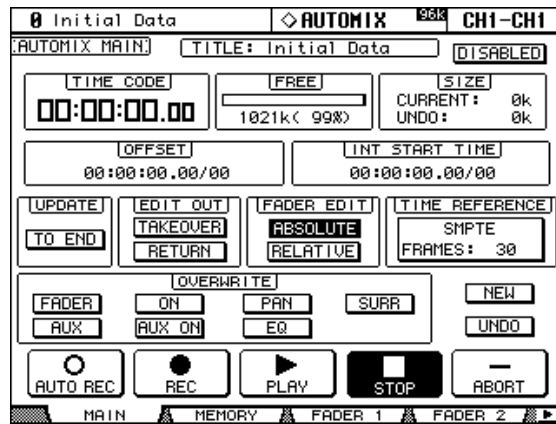 0 Initial Data ◇AUTOMIX 96K CH1-CH1
AUTOMIX MAIN TITLE: Initial Data DISABLED
TIME CODE FREE SIZE
00:00:00.00 1021k( 99%) CURRENT: 0k
UNDO: 0k
OFFSET INT START TIME
00:00:00.00/00 00:00:00.00/00
UPDATE EDIT OUT FADER EDIT TIME REFERENCE
TO END TAKEOVER ABSOLUTE SMPTE
RETURN RELATIVE FRAMES: 30
OVERWRITE
FADER ON PAN SURR NEW
AUX AUX ON EQ UNDO
AUTO REC REC PLAY STOP ABORT
MAIN MEMORY FADER 1 FADER 2